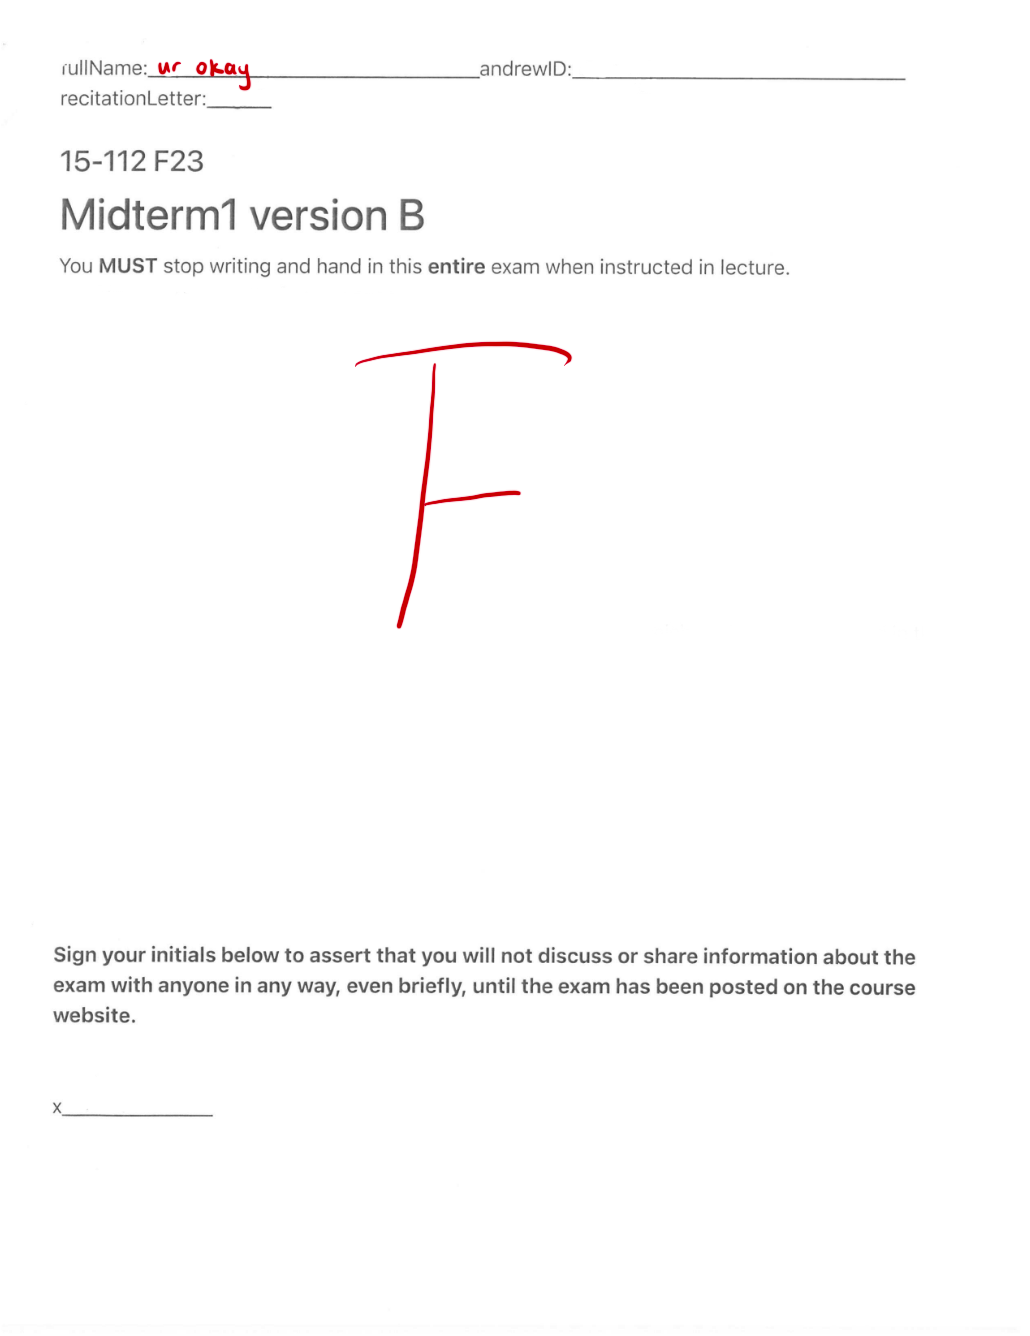 fullName: ur okay andrewID:
recitationLetter:
15-112 F23
Midterm1 version B
You MUST stop writing and hand in this entire exam when instructed in lecture.
F
Sign your initials below to assert that you will not discuss or share information about the
exam with anyone in any way, even briefly, until the exam has been posted on the course
website.
x